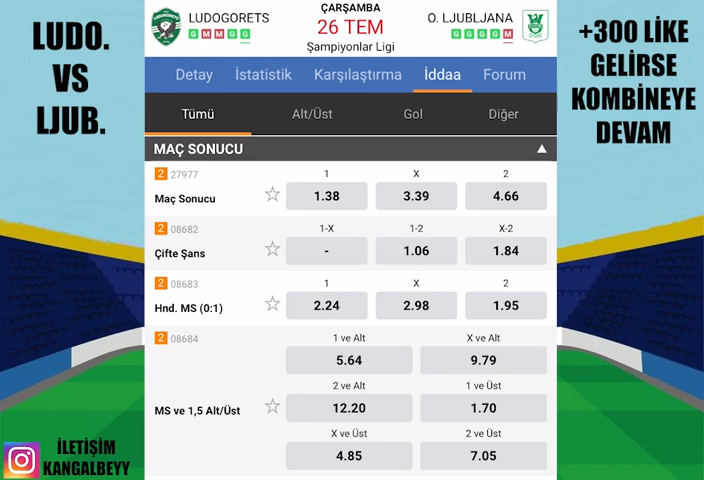 LUDO.
VS
LJUB.
LUDOGORETS
G M M G G
ÇARŞAMBA
26 TEM
Şampiyonlar Ligi
O. LJUBLJANA
G G G G M
+300 LİKE
GELİRSE
KOMBİNEYE
DEVAM
Detay İstatistik Karşılaştırma İddaa Forum
Tümü Alt/Üst Gol Diğer
MAÇ SONUCU
2 27977
Maç Sonucu
1 X 2
1.38 3.39 4.66
2 08682
Çifte Şans
1-X 1-2 X-2
- 1.06 1.84
2 08683
Hnd. MS (0:1)
1 X 2
2.24 2.98 1.95
2 08684
MS ve 1,5 Alt/Üst
1 ve Alt X ve Alt
5.64 9.79
2 ve Alt 1 ve Üst
12.20 1.70
X ve Üst 2 ve Üst
4.85 7.05
İLETİŞİM
KANGALBEYY